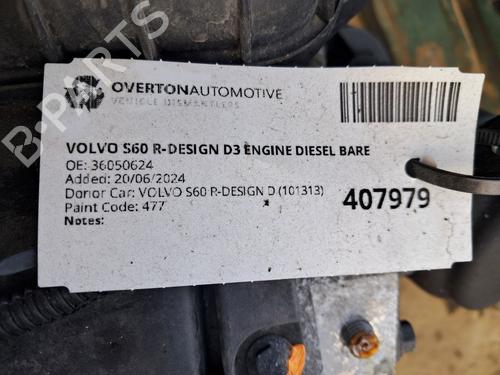 B-PARTS
OVERTONAUTOMOTIVE
VEHICLE DISMANTLERS
VOLVO S60 R-DESIGN D3 ENGINE DIESEL BARE
OE: 36050624
Added: 20/06/2024
Donor Car: VOLVO S60 R-DESIGN D (101313)
Paint Code: 477
Notes:
407979